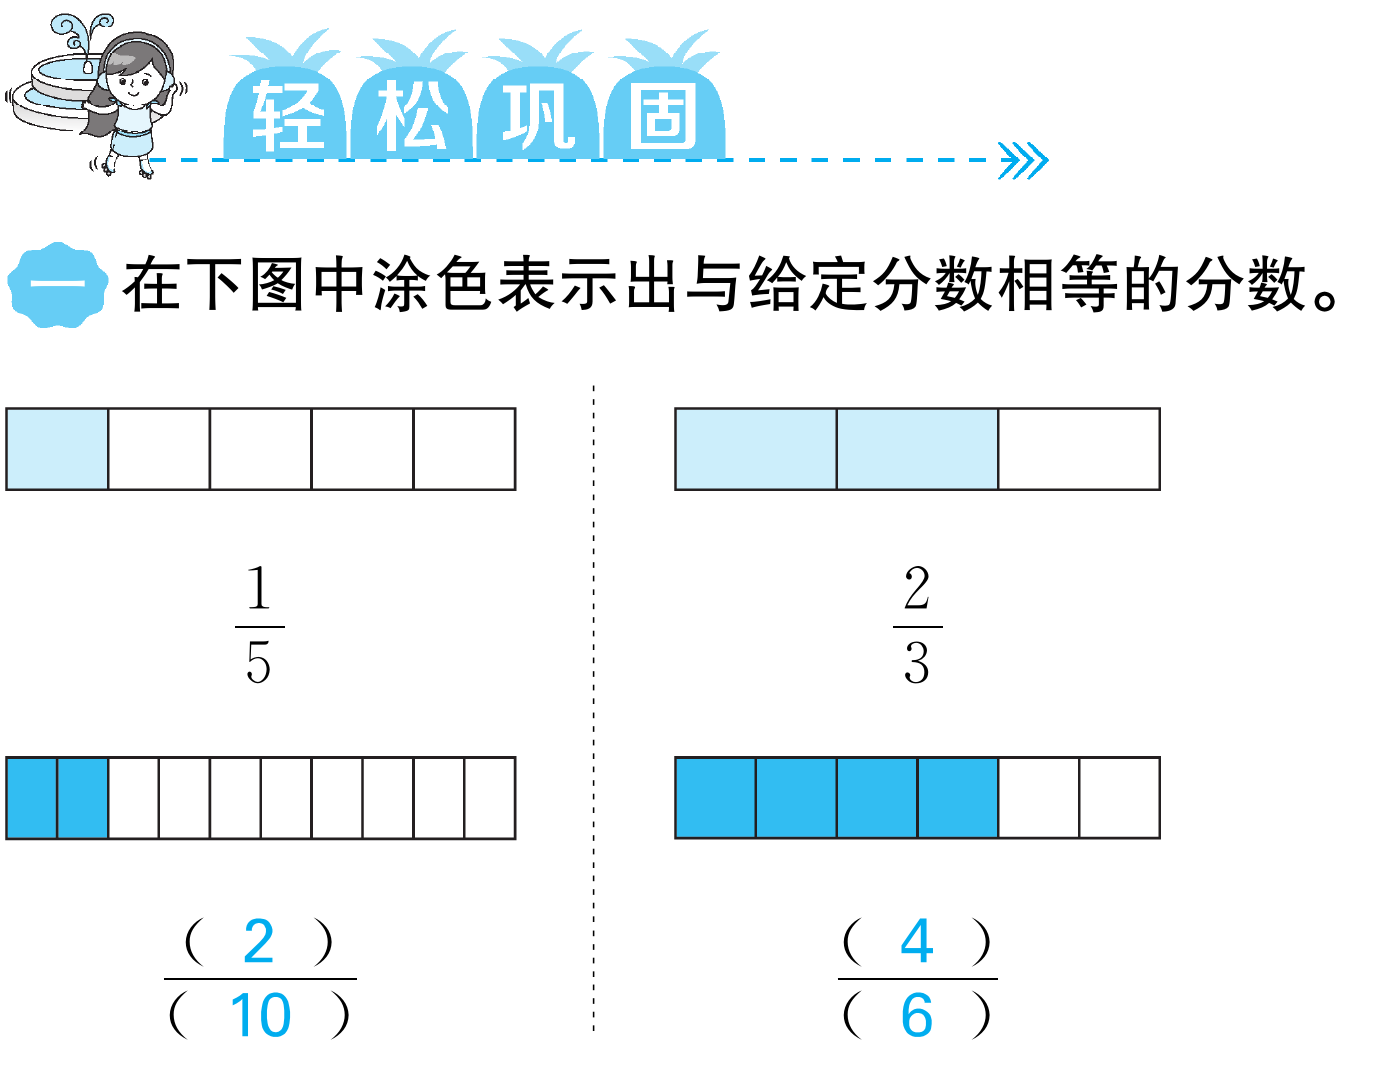 轻松巩固
一 在下图中涂色表示出与给定分数相等的分数。
1 2
5 3
( 2 ) ( 4 )
( 10 ) ( 6 )